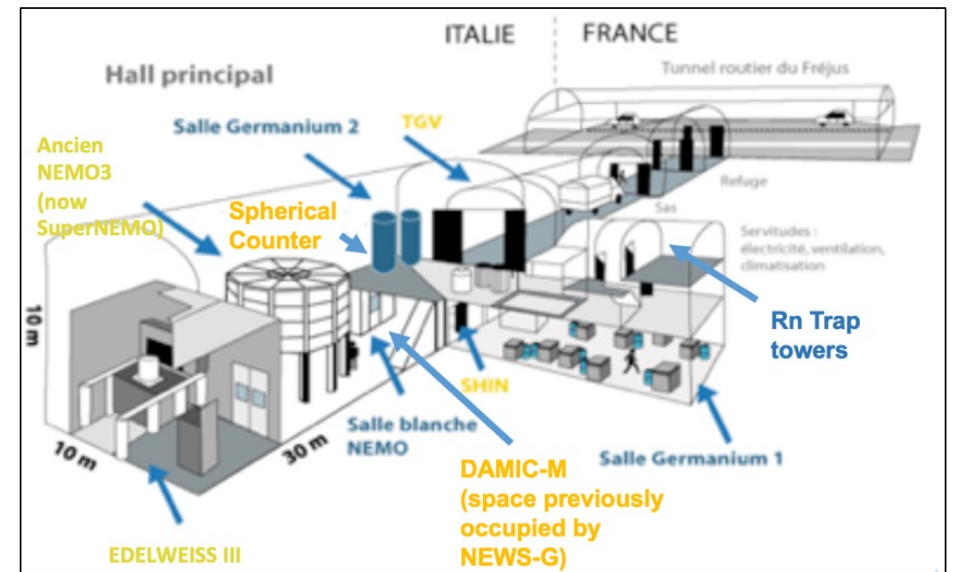 ITALIE
FRANCE
Hall principal
Tunnel routier du Fréjus
Salle Germanium 2
TGV
Ancien
NEMO3
(now
SuperNEMO)
Spherical
Counter
Refuge
Sas
Servitudes :
électricité, ventilation,
climatisation
10 m
Rn Trap
towers
SHIN
Salle blanche
NEMO
30 m
10 m
DAMIC-M
(space previously
occupied by
NEWS-G)
Salle Germanium 1
EDELWEISS III